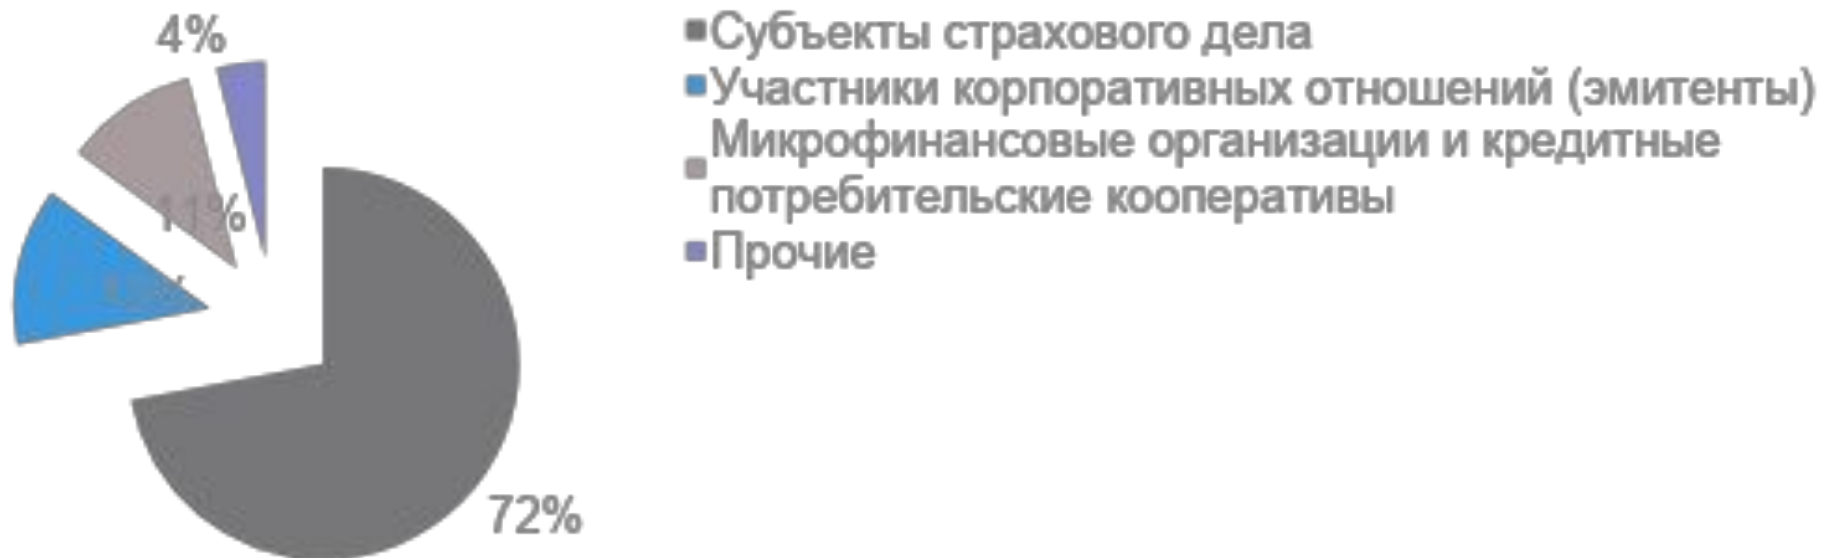 4%
11%
72%
Субъекты страхового дела
Участники корпоративных отношений (эмитенты)
Микрофинансовые организации и кредитные
потребительские кооперативы
Прочие